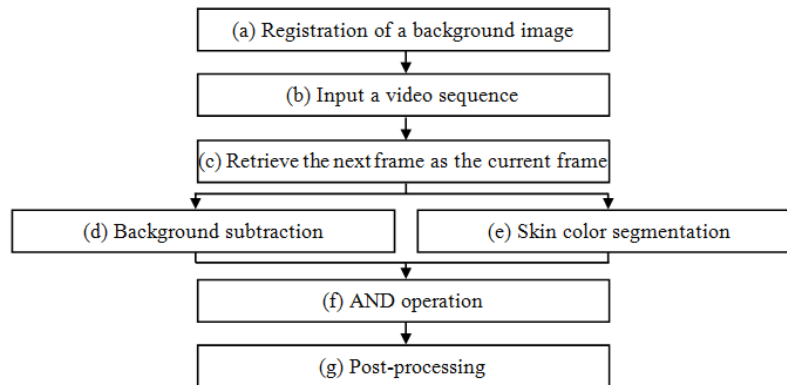 (a) Registration of a background image
(b) Input a video sequence
(c) Retrieve the next frame as the current frame
(d) Background subtraction
(e) Skin color segmentation
(f) AND operation
(g) Post-processing